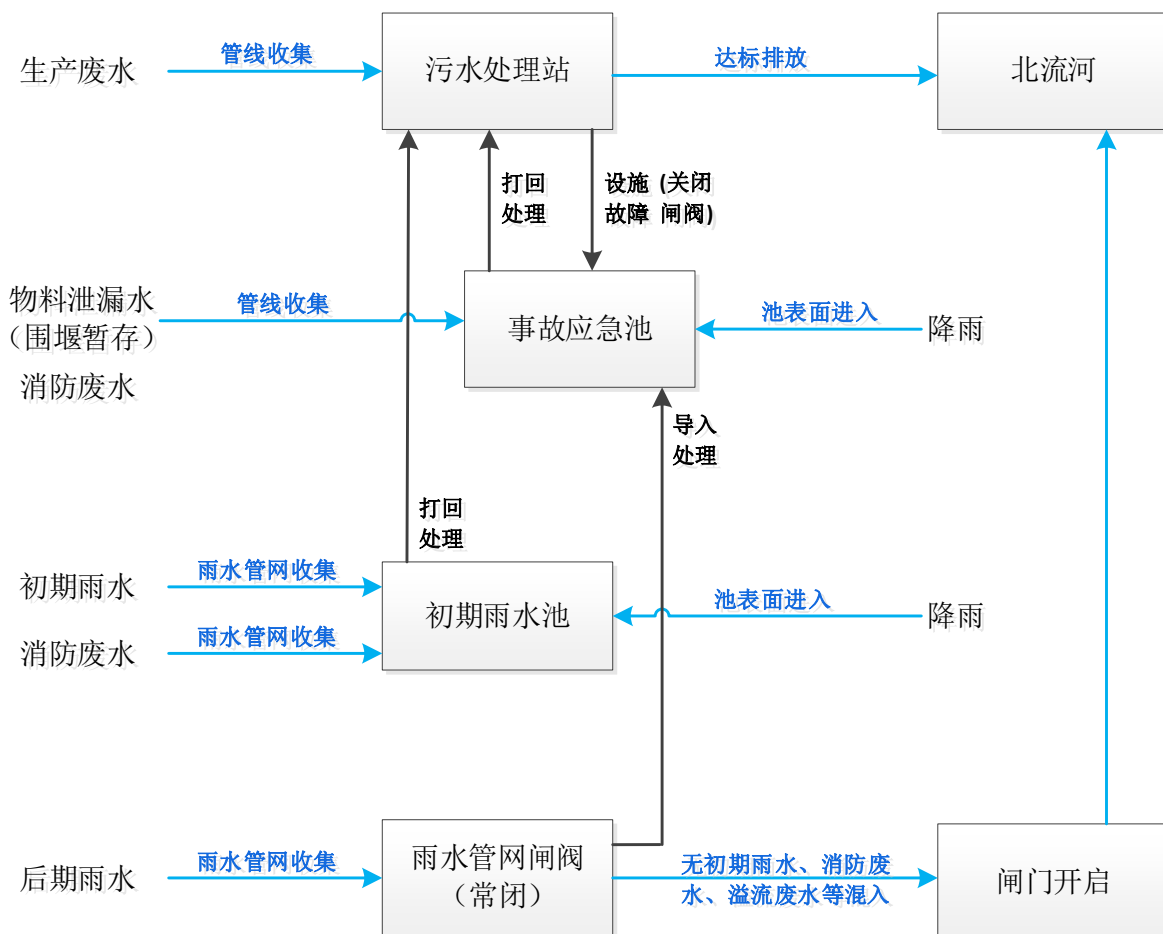 生产废水
管线收集
污水处理站
达标排放
北流河
打回
处理
设施 (关闭
故障 闸阀)
物料泄漏水
（围堰暂存）
消防废水
管线收集
事故应急池
池表面进入
降雨
导入
处理
打回
处理
初期雨水
雨水管网收集
消防废水
雨水管网收集
初期雨水池
池表面进入
降雨
后期雨水
雨水管网收集
雨水管网闸阀
（常闭）
无初期雨水、消防废
水、溢流废水等混入
闸门开启